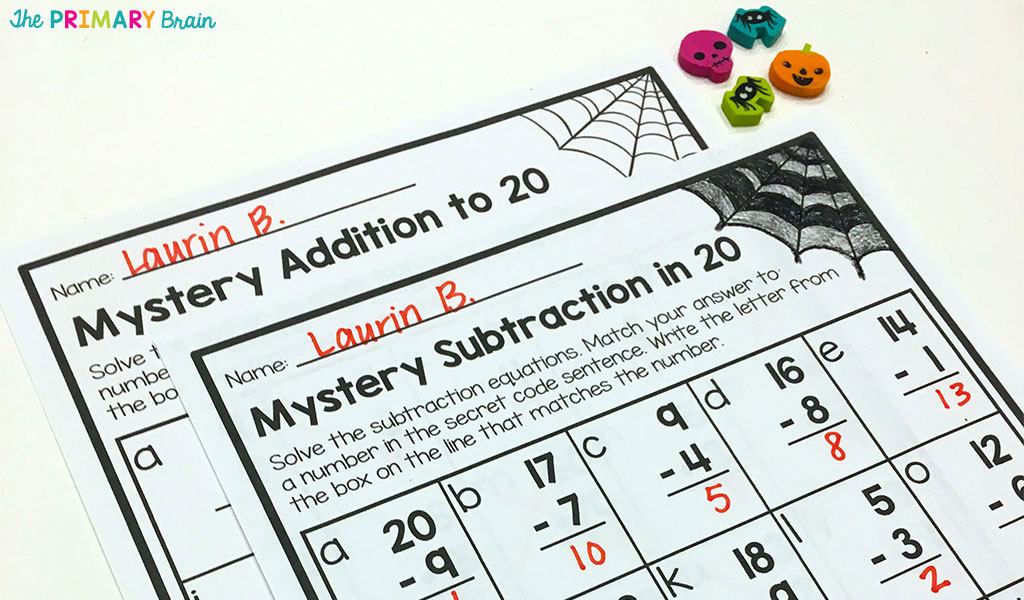 The PRIMARY Brain
Name: Laurin B.
Mystery Addition to 20
Solve
numbe
the bo
a
Name: Laurin B.
Mystery Subtraction in 20
Solve the subtraction equations. Match your answer to
a number in the secret code sentence. Write the letter from
the box on the line that matches the number.
a 20 - 9
b 17 - 7 10
c 9 - 4 5
d 16 - 8 8
e 14 - 1 13
k 18
l 5 - 3 2
o 12